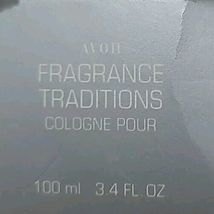 AVON
FRAGRANCE
TRADITIONS
COLOGNE POUR
100 ml 3.4 FL. OZ